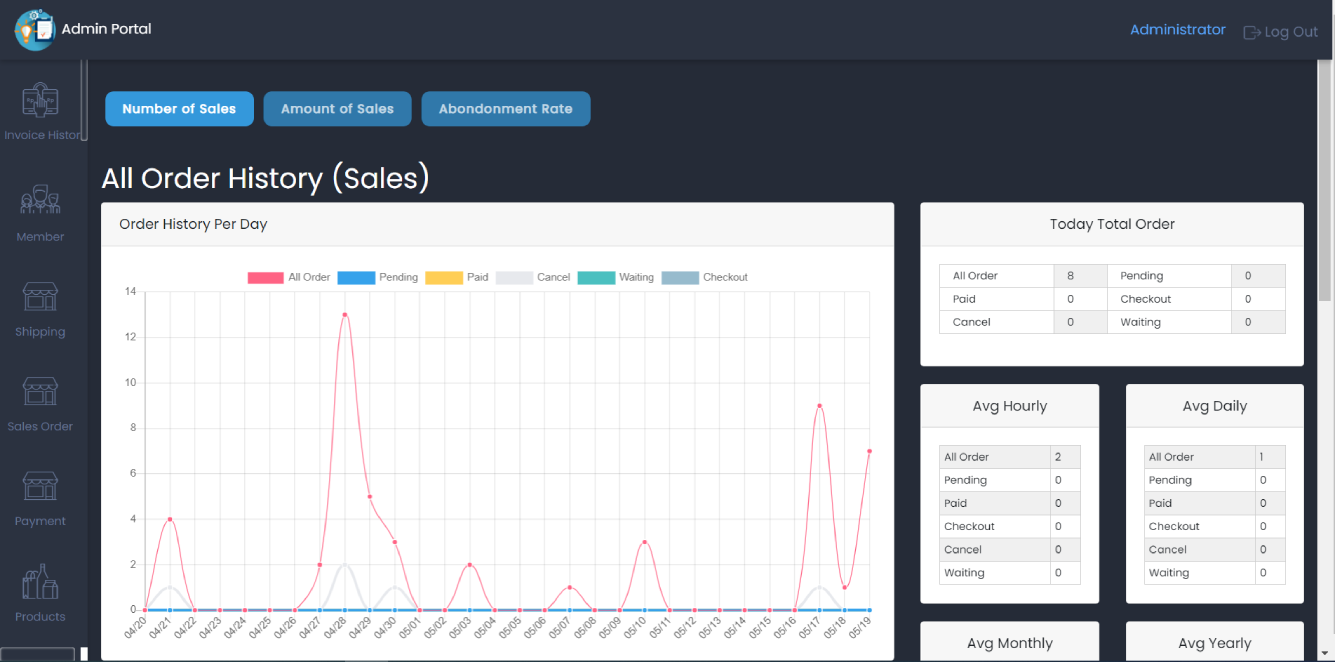 Admin Portal
Administrator
Log Out
Invoice Histor
Member
Shipping
Sales Order
Payment
Products
Number of Sales
Amount of Sales
Abondonment Rate
All Order History (Sales)
Order History Per Day
All Order Pending Paid Cancel Waiting Checkout
14
12
10
8
6
4
2
0
04/20 04/21 04/22 04/23 04/24 04/25 04/26 04/27 04/28 04/29 04/30 05/01 05/02 05/03 05/04 05/05 05/06 05/07 05/08 05/09 05/10 05/11 05/12 05/13 05/14 05/15 05/16 05/17 05/18 05/19
Today Total Order
All Order 8 Pending 0
Paid 0 Checkout 0
Cancel 0 Waiting 0
Avg Hourly
All Order 2
Pending 0
Paid 0
Checkout 0
Cancel 0
Waiting 0
Avg Daily
All Order 1
Pending 0
Paid 0
Checkout 0
Cancel 0
Waiting 0
Avg Monthly
Avg Yearly